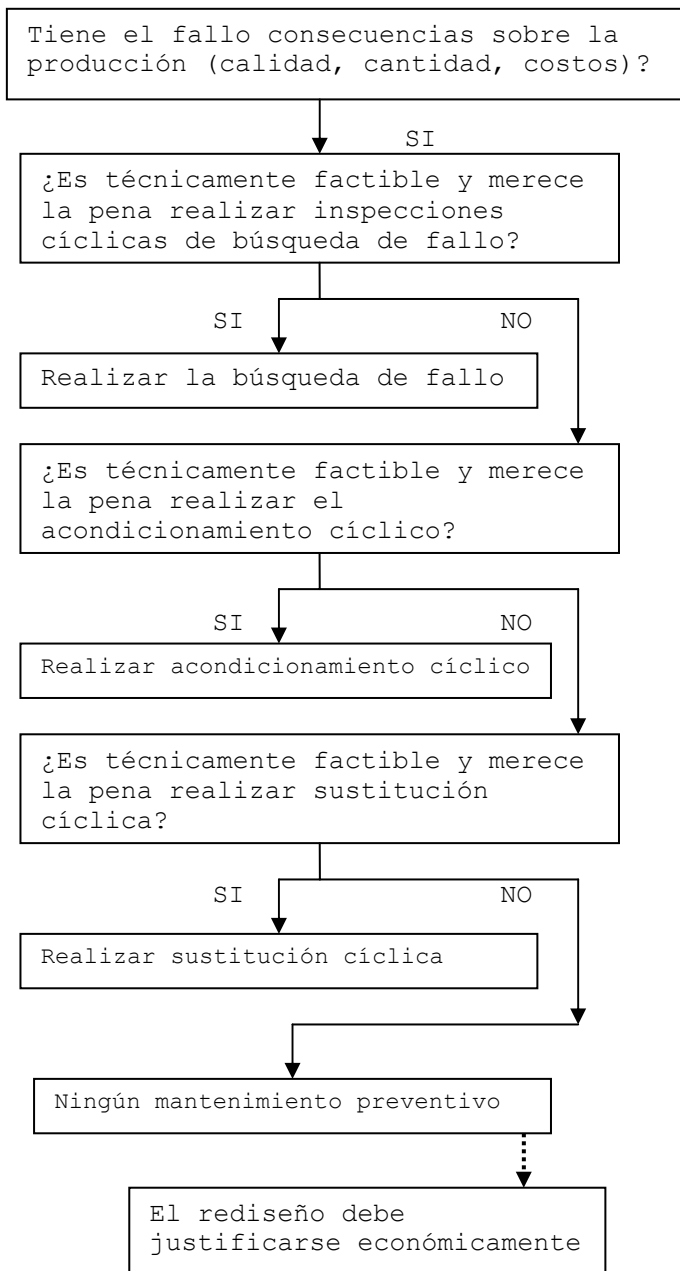 Tiene el fallo consecuencias sobre la
producción (calidad, cantidad, costos)?
SI
¿Es técnicamente factible y merece
la pena realizar inspecciones
cíclicas de búsqueda de fallo?
SI
NO
Realizar la búsqueda de fallo
¿Es técnicamente factible y merece
la pena realizar el
acondicionamiento cíclico?
SI
NO
Realizar acondicionamiento cíclico
¿Es técnicamente factible y merece
la pena realizar sustitución
cíclica?
SI
NO
Realizar sustitución cíclica
Ningún mantenimiento preventivo
El rediseño debe
justificarse económicamente